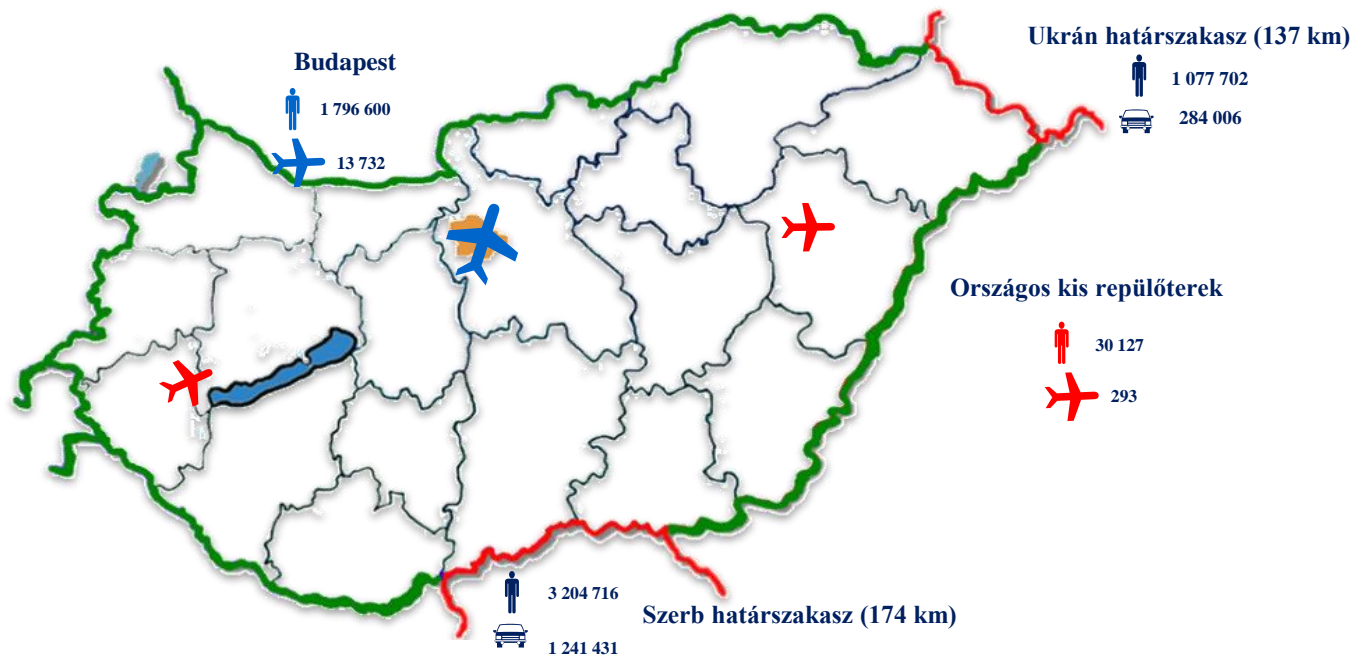 Ukrán határszakasz (137 km)
1 077 702
284 006
Budapest
1 796 600
13 732
Országos kis repülőterek
30 127
293
3 204 716
Szerb határszakasz (174 km)
1 241 431